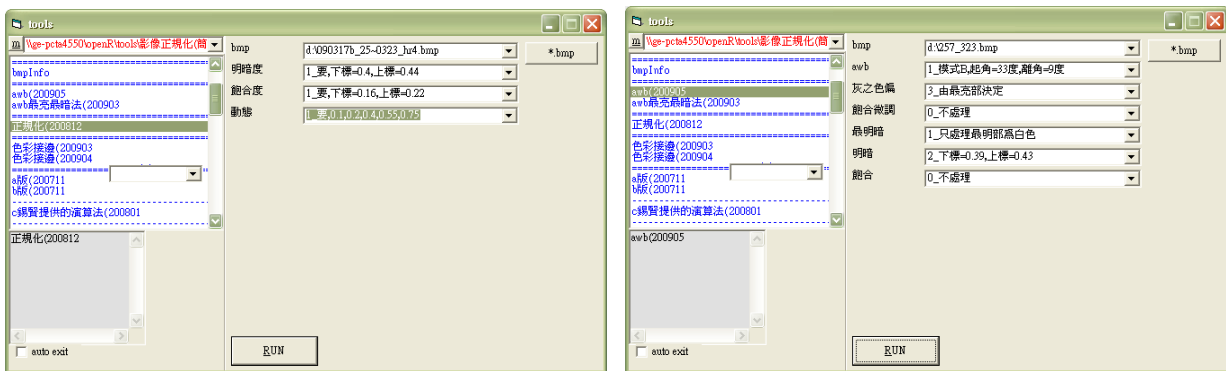 tools
m \\ge-pcta4550\openR\tools\影像正規化(簡
bmpInfo
awb(200905
awb最亮最暗法(200903
正規化(200812
色彩接邊(200903
色彩接邊(200904
a版(200711
b版(200711
c錫賢提供的演算法(200801
正規化(200812
auto exit
bmp d:\090317b_25~0323_hr4.bmp *.bmp
明暗度 1_要,下標=0.4,上標=0.44
飽合度 1_要,下標=0.16,上標=0.22
動態 1_要,0.1,0.2,0.4,0.55,0.75
RUN
tools
m \\ge-pcta4550\openR\tools\影像正規化(簡
bmpInfo
awb(200905
awb最亮最暗法(200903
正規化(200812
色彩接邊(200903
色彩接邊(200904
a版(200711
b版(200711
c錫賢提供的演算法(200801
awb(200905
auto exit
bmp d:\257_323.bmp *.bmp
awb 1_模式B,起角=33度,離角=9度
灰之色偏 3_由最亮部決定
飽合微調 0_不處理
最明暗 1_只處理最明部爲白色
明暗 2_下標=0.39,上標=0.43
飽合 0_不處理
RUN